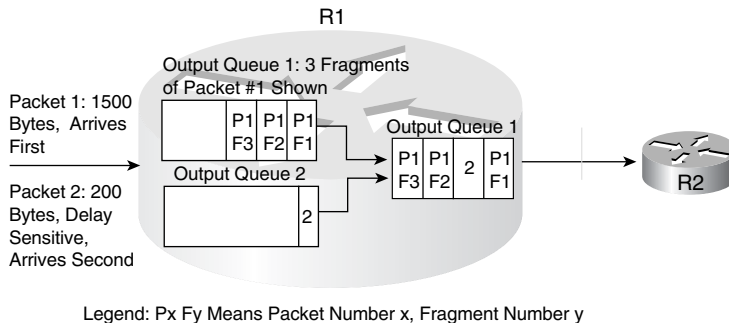 R1
Output Queue 1: 3 Fragments
of Packet #1 Shown
Packet 1: 1500
Bytes, Arrives
First
P1 P1 P1
F3 F2 F1
Output Queue 1
P1 P1 2 P1
F3 F2 F1
Output Queue 2
2
Packet 2: 200
Bytes, Delay
Sensitive,
Arrives Second
R2
Legend: Px Fy Means Packet Number x, Fragment Number y